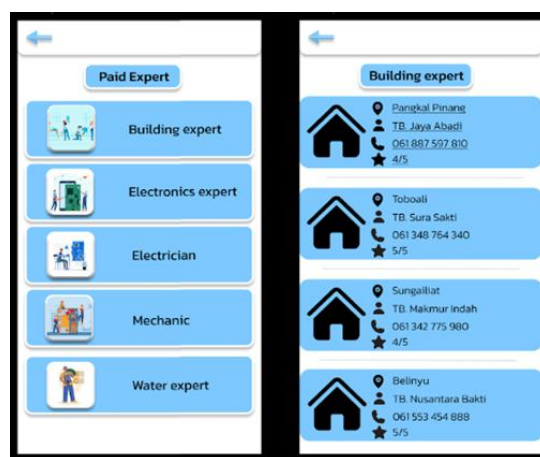 Paid Expert
Building expert
Electronics expert
Electrician
Mechanic
Water expert
Building expert
Pangkal Pinang
TB. Jaya Abadi
061 887 597 810
4/5
Toboali
TB. Sura Sakti
061 348 764 340
5/5
Sungailiat
TB. Makmur Indah
061 342 775 980
4/5
Belinyu
TB. Nusantara Bakti
061 553 454 888
5/5